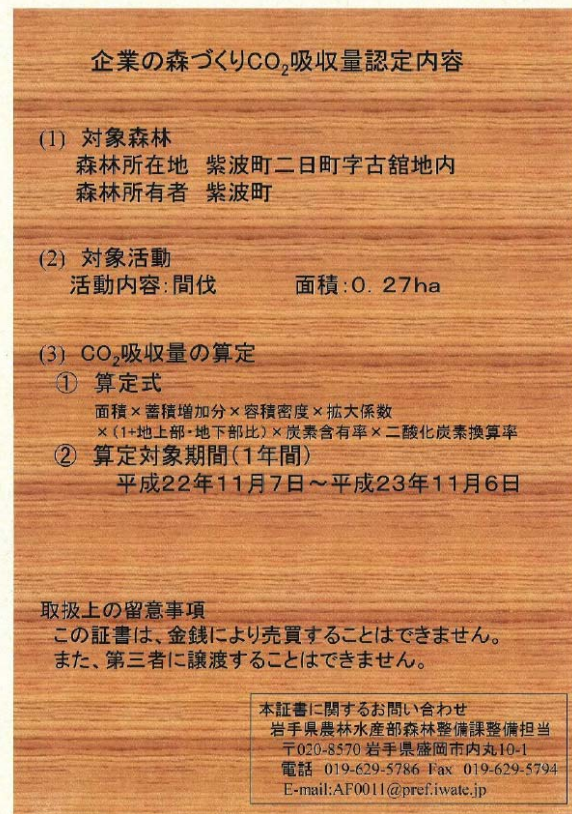 企業の森づくりCO₂吸収量認定内容
(1) 対象森林
森林所在地 紫波町二日町字古舘地内
森林所有者 紫波町
(2) 対象活動
活動内容:間伐 面積:0.27ha
(3) CO₂吸収量の算定
① 算定式
面積×蓄積増加分×容積密度×拡大係数
×(1+地上部・地下部比)×炭素含有率×二酸化炭素換算率
② 算定対象期間(1年間)
平成22年11月7日~平成23年11月6日
取扱上の留意事項
この証書は、金銭により売買することはできません。
また、第三者に譲渡することはできません。
本証書に関するお問い合わせ
岩手県農林水産部森林整備課整備担当
〒020-8570 岩手県盛岡市内丸10-1
電話 019-629-5786 Fax 019-629-5794
E-mail:AF0011@pref.iwate.jp